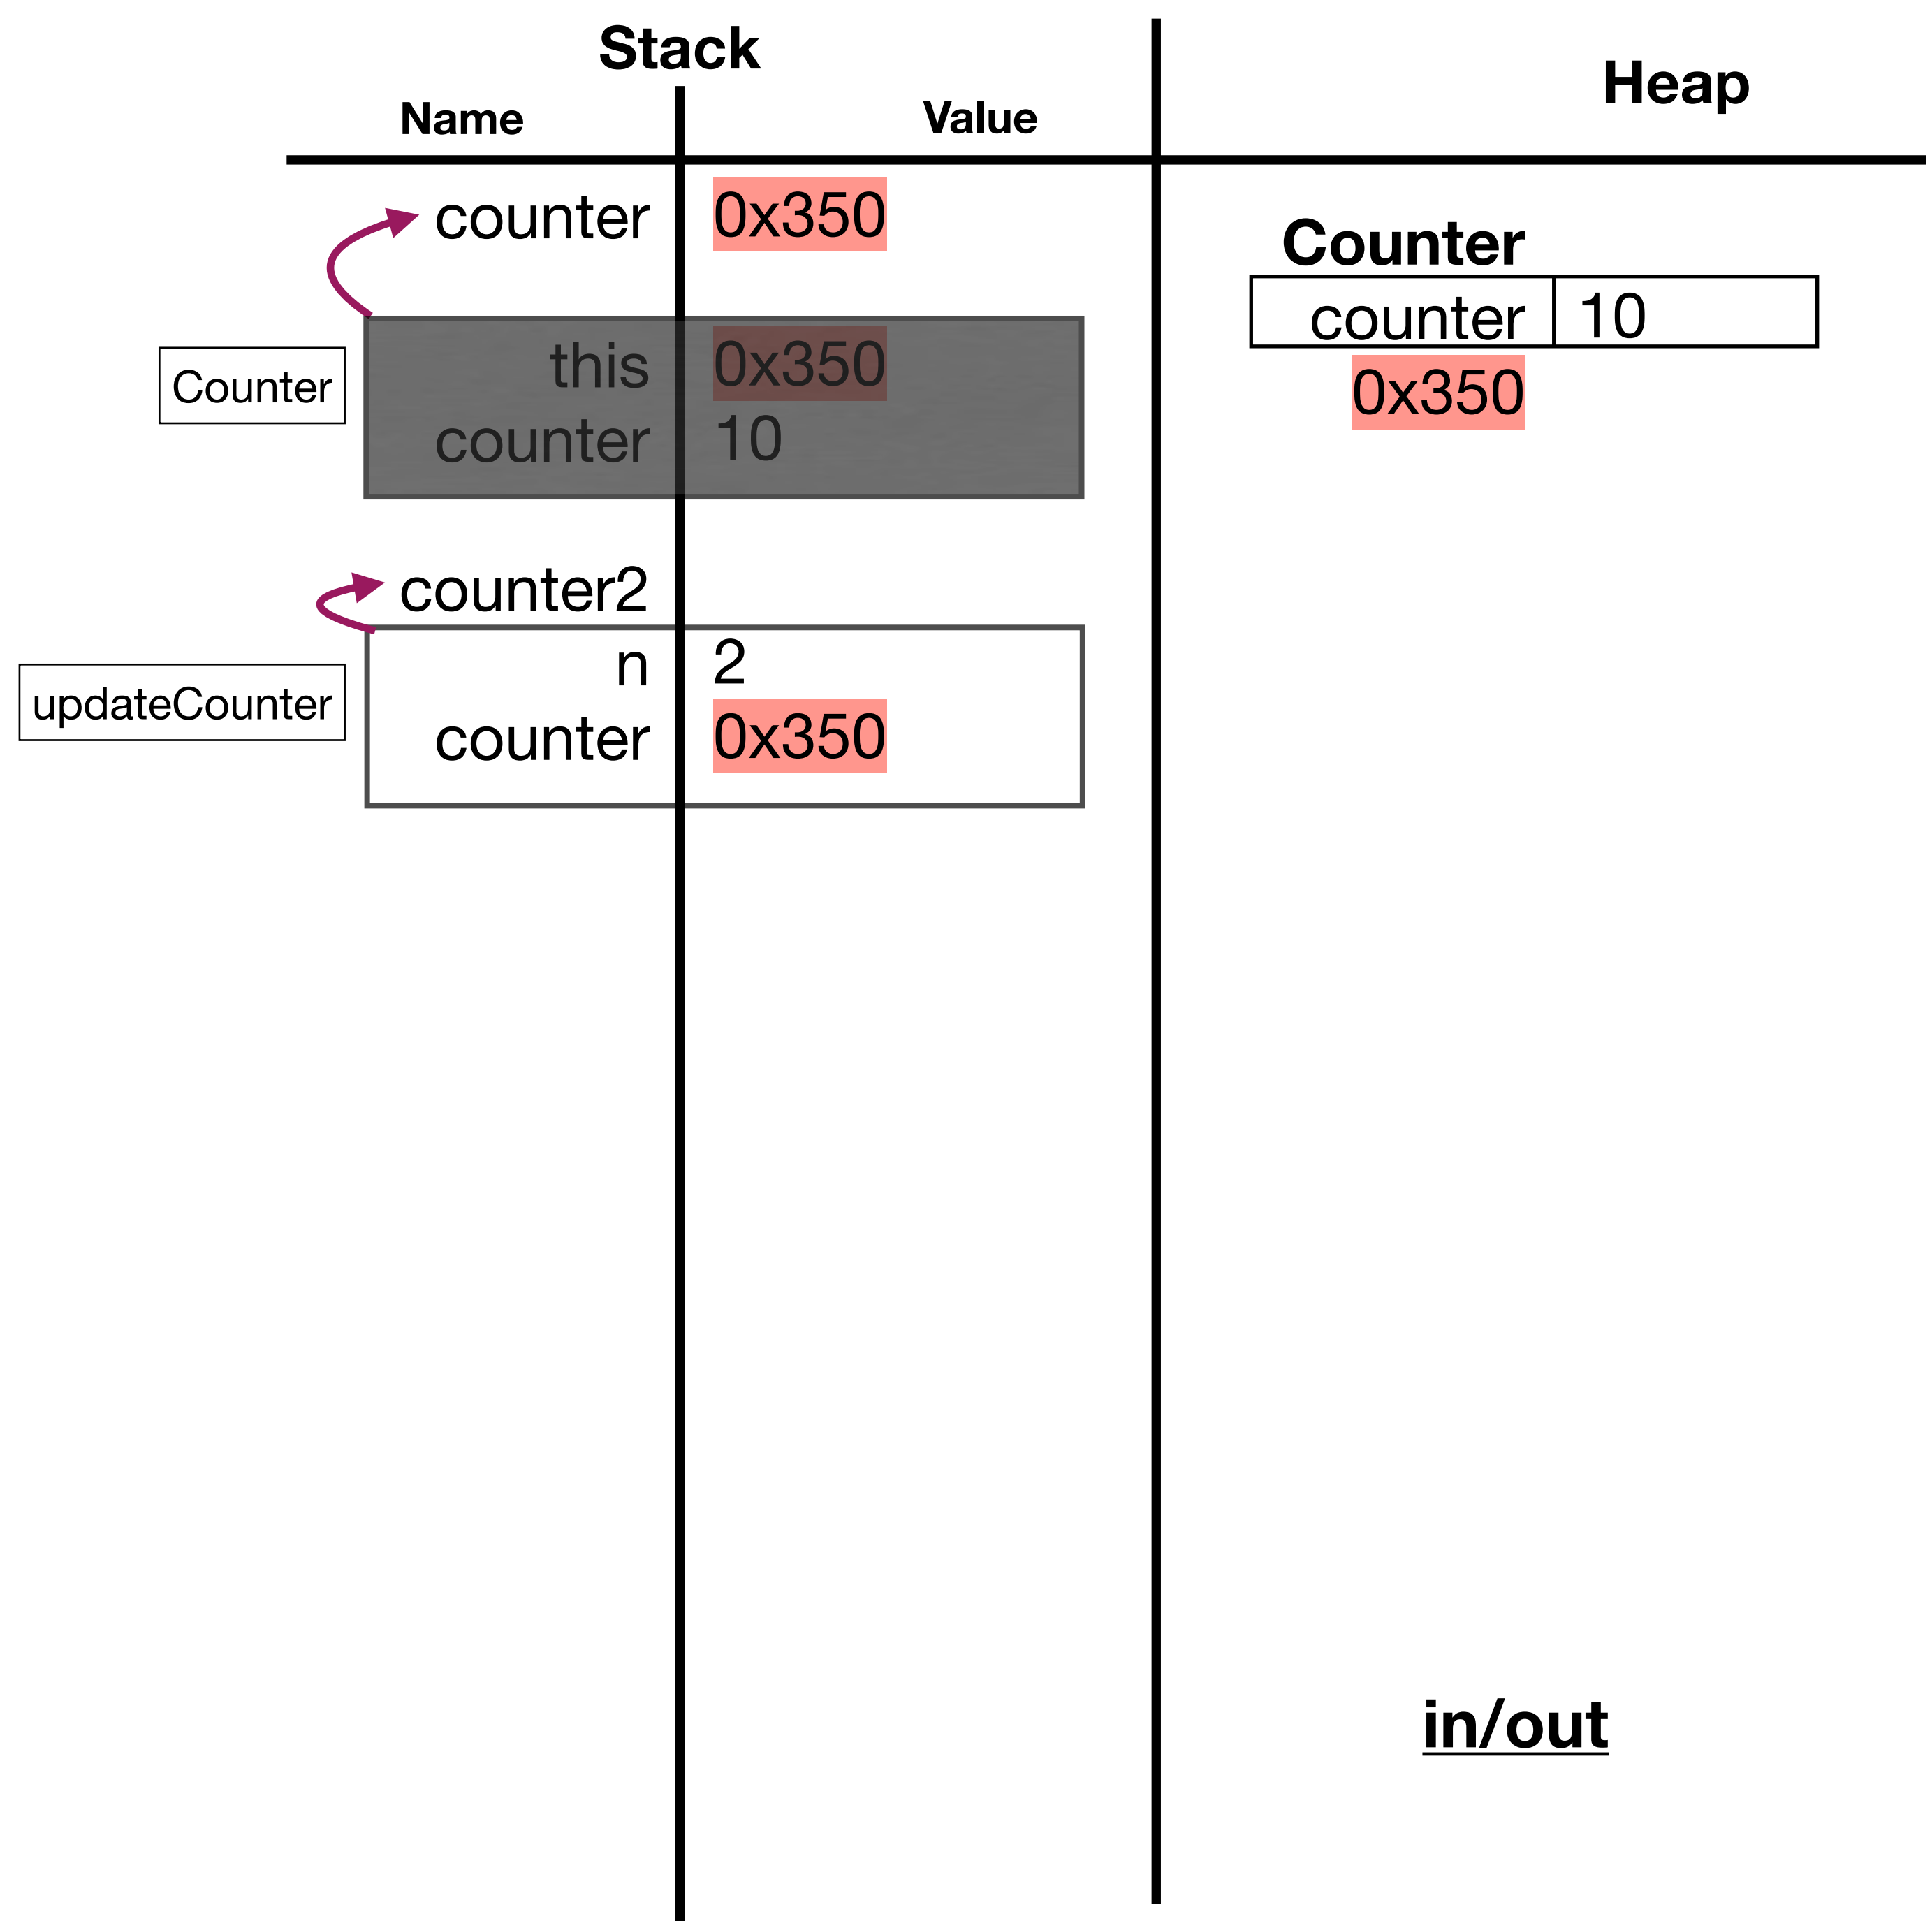 Stack
Heap
Name Value
counter 0x350
Counter
counter 10
0x350
Counter
this 0x350
counter 10
counter2
updateCounter
n 2
counter 0x350
in/out